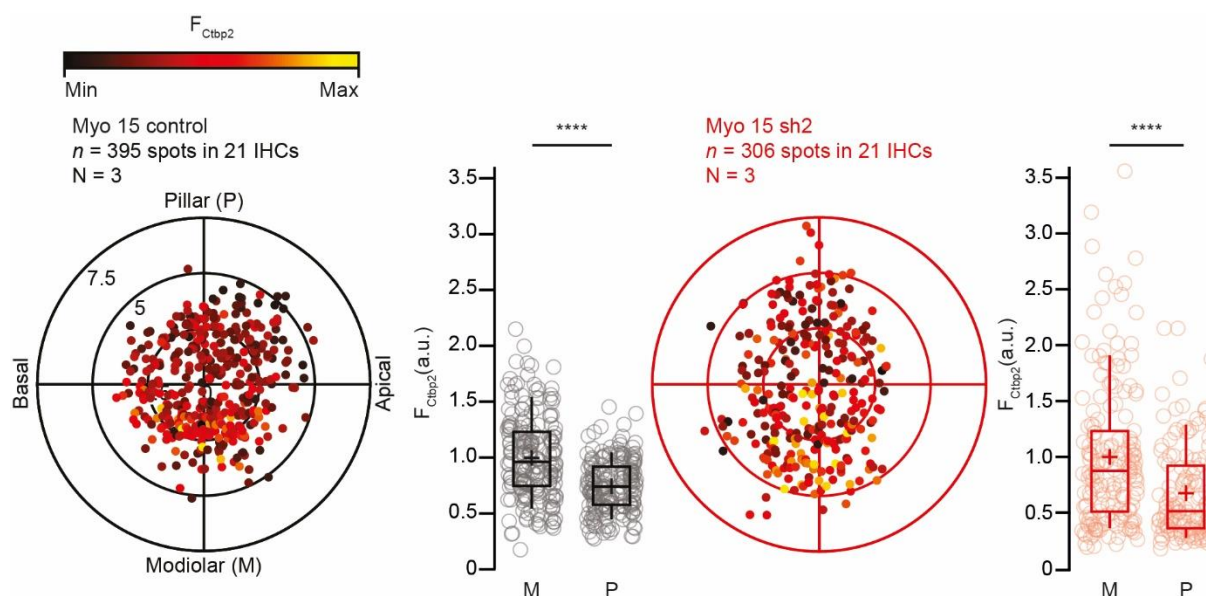 F_Ctbp2
Min Max
Myo 15 control
n = 395 spots in 21 IHCs
N = 3
Pillar (P)
7.5
5
Basal
Apical
Modiolar (M)
****
F_Ctbp2 (a.u.)
3.5
3.0
2.5
2.0
1.5
1.0
0.5
0
M P
Myo 15 sh2
n = 306 spots in 21 IHCs
N = 3
****
F_Ctbp2 (a.u.)
3.5
3.0
2.5
2.0
1.5
1.0
0.5
0
M P